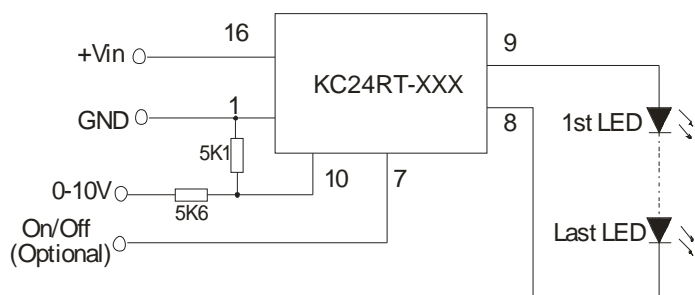 16
+Vin
KC24RT-XXX
9
GND
1
8
1st LED
5K1
0-10V
10
7
5K6
On/Off
(Optional)
Last LED